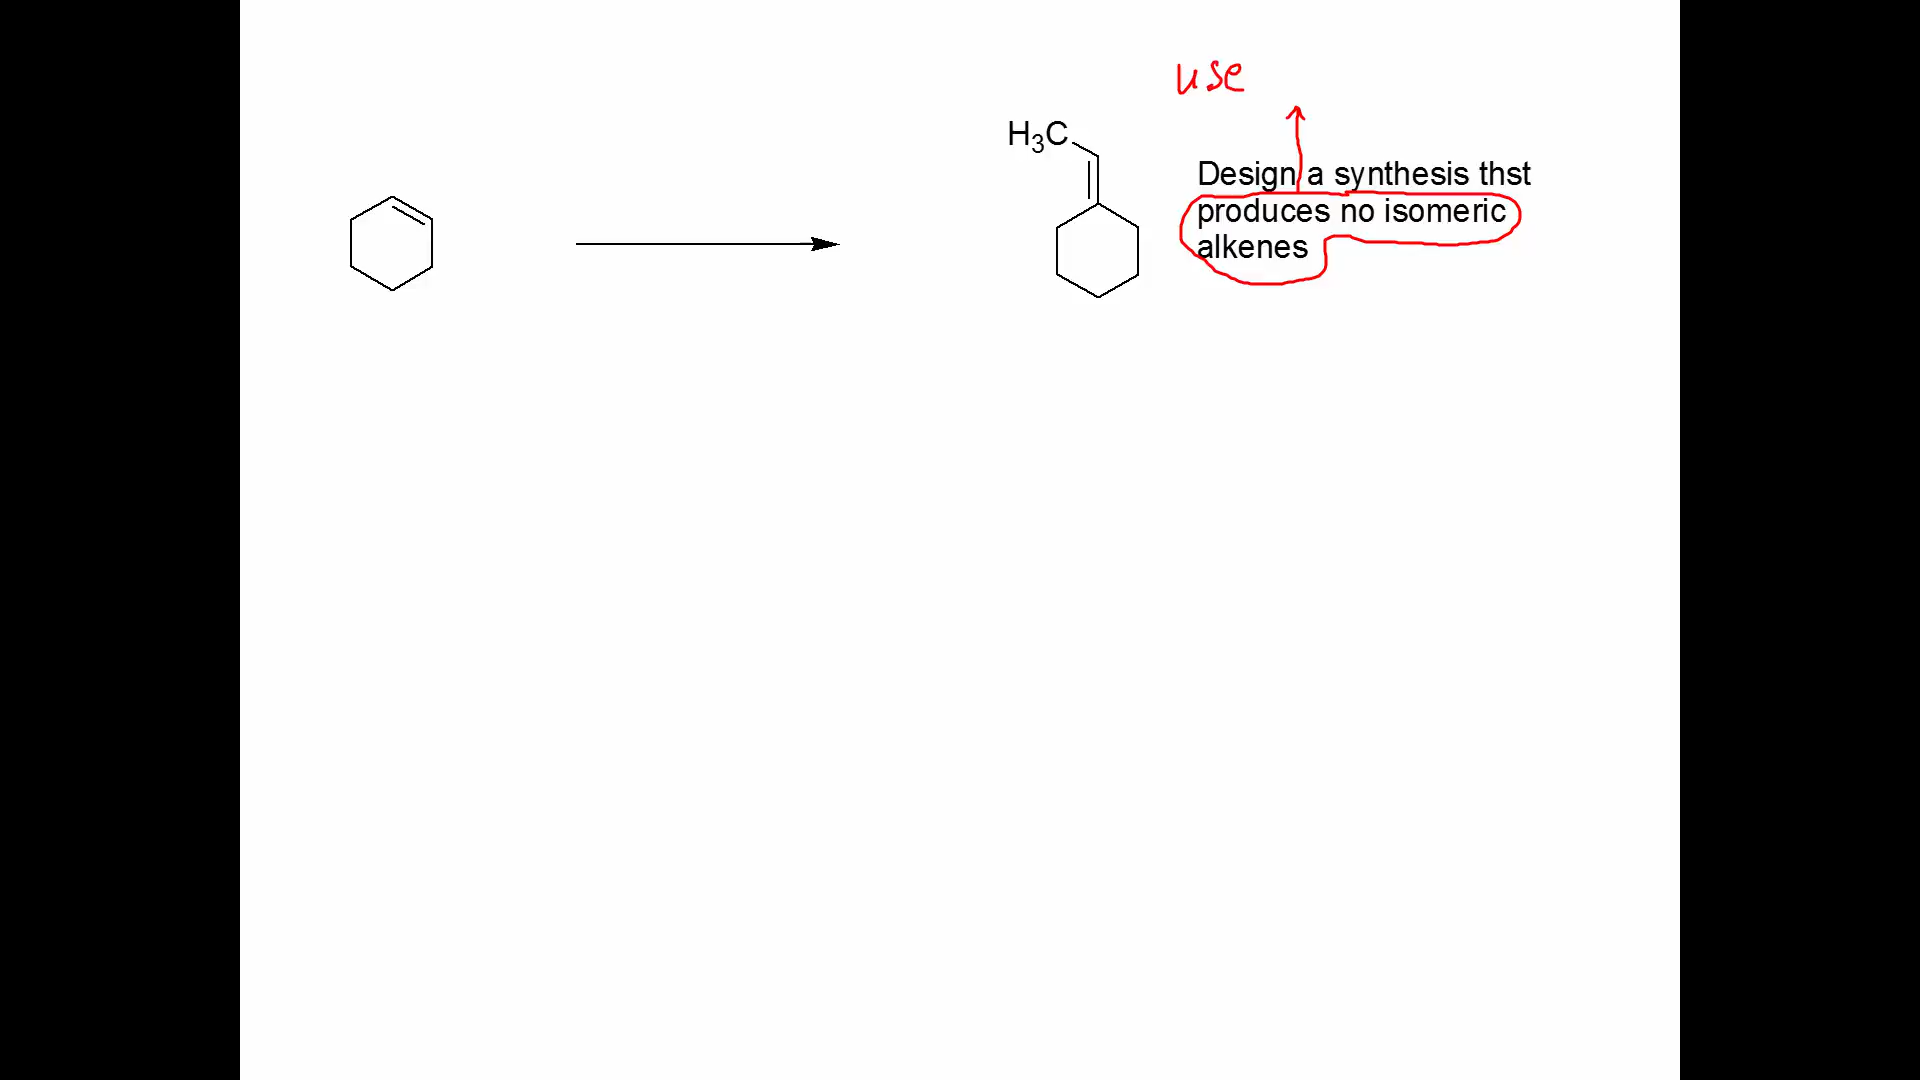 use
H3C
Design a synthesis thst
produces no isomeric
alkenes